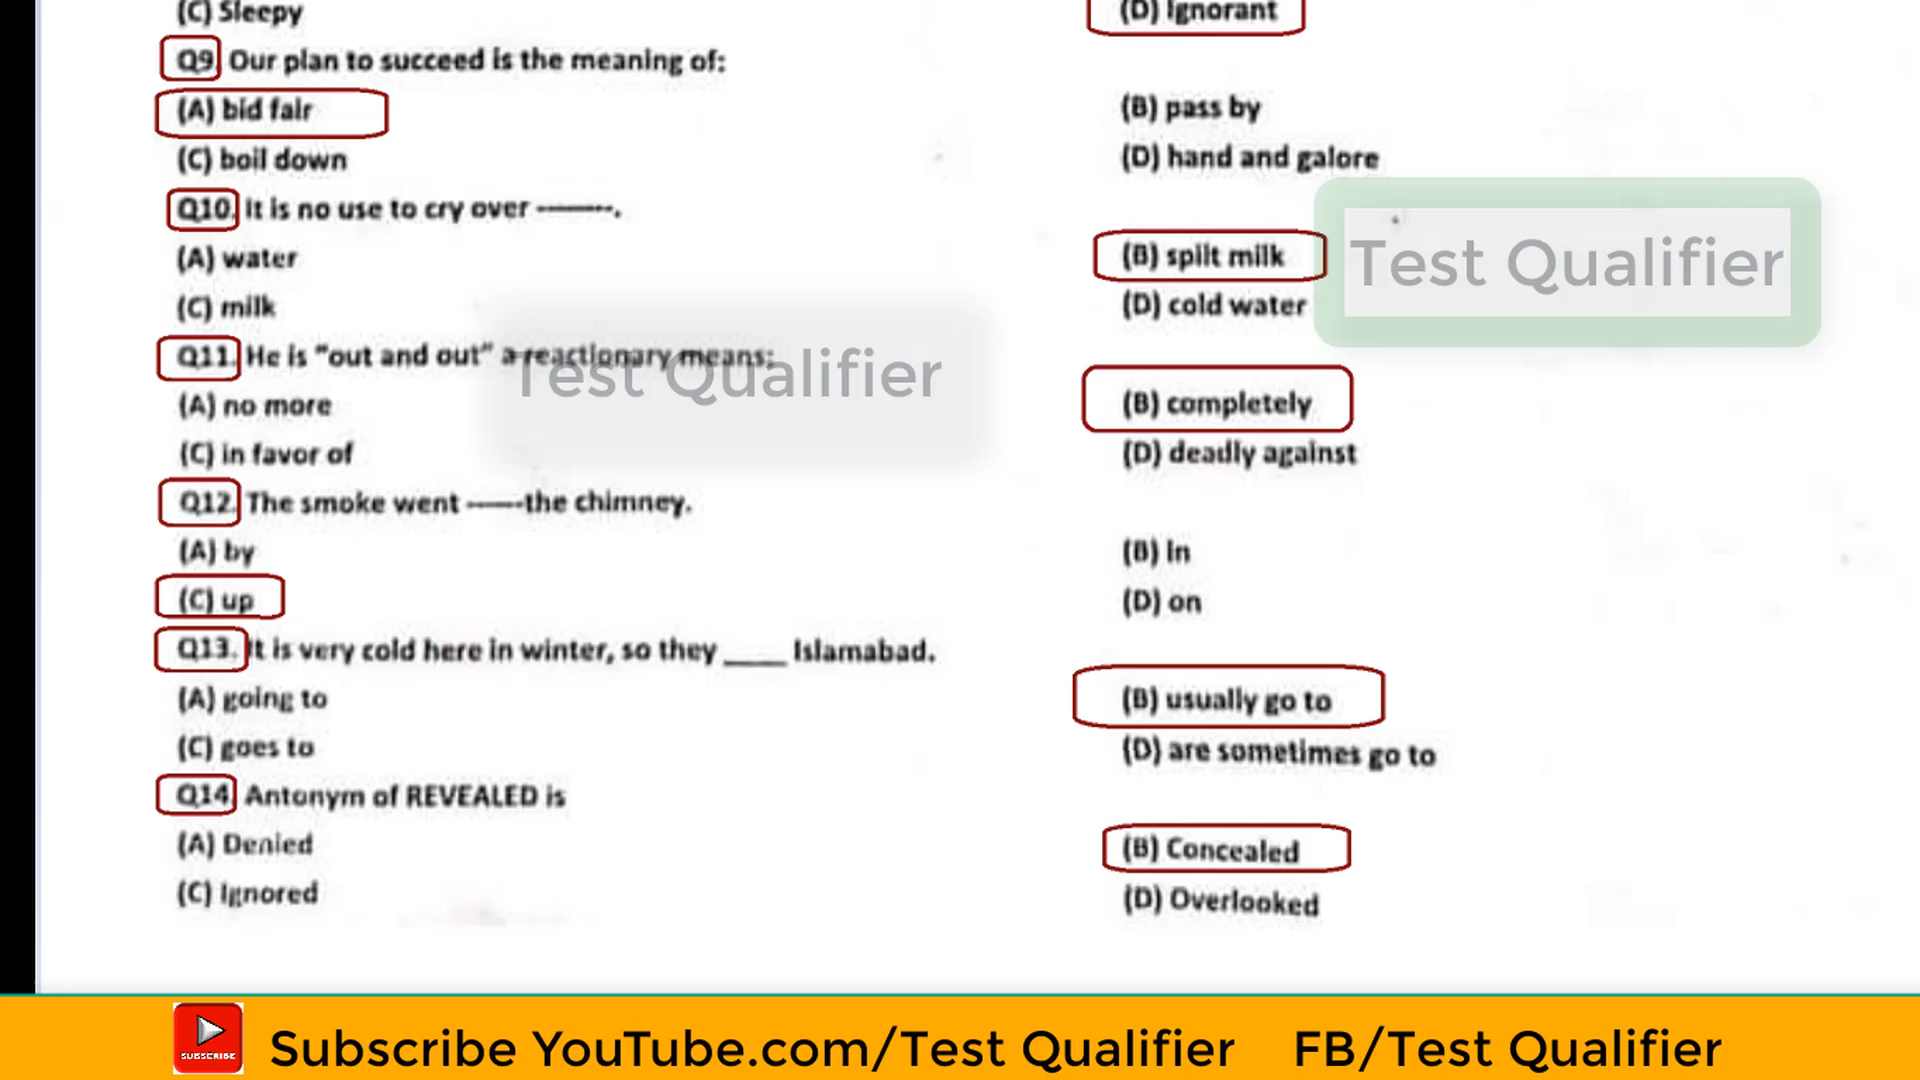 (C) Sleepy (D) Ignorant
Q9. Our plan to succeed is the meaning of:
(A) bid fair (B) pass by
(C) boil down (D) hand and galore
Q10. It is no use to cry over --------.
(A) water (B) spilt milk
(C) milk (D) cold water
Test Qualifier
Q11. He is "out and out" a reactionary means:
Test Qualifier
(A) no more (B) completely
(C) in favor of (D) deadly against
Q12. The smoke went ------the chimney.
(A) by (B) in
(C) up (D) on
Q13. It is very cold here in winter, so they ____ Islamabad.
(A) going to (B) usually go to
(C) goes to (D) are sometimes go to
Q14. Antonym of REVEALED is
(A) Denied (B) Concealed
(C) Ignored (D) Overlooked
SUBSCRIBE
Subscribe YouTube.com/Test Qualifier FB/Test Qualifier